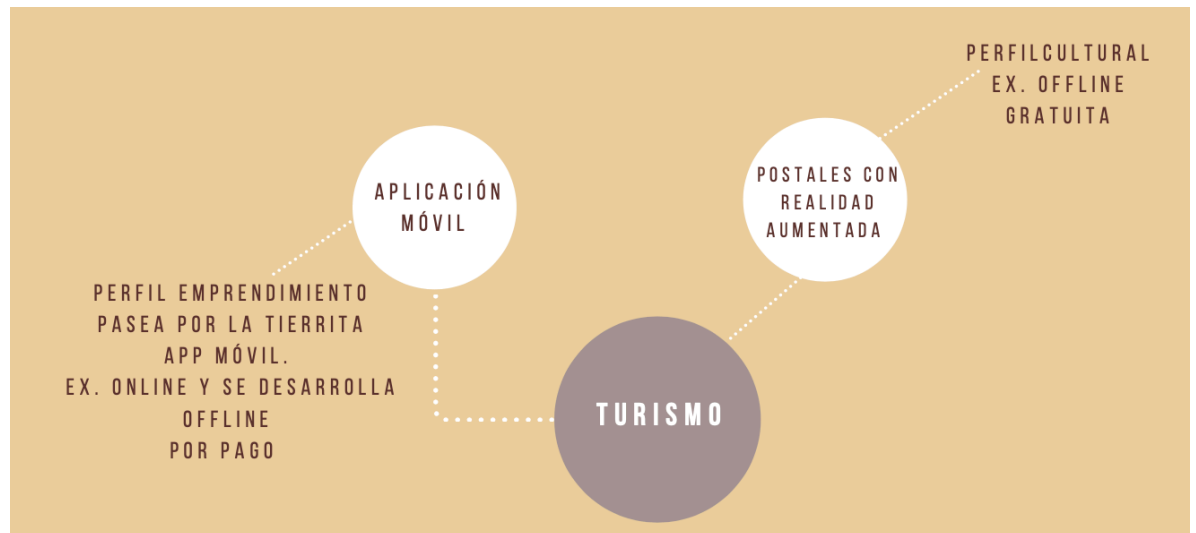 PERFILCULTURAL
EX. OFFLINE
GRATUITA
APLICACIÓN
MÓVIL
POSTALES CON
REALIDAD
AUMENTADA
PERFIL EMPRENDIMIENTO
PASEA POR LA TIERRITA
APP MÓVIL.
EX. ONLINE Y SE DESARROLLA
OFFLINE
POR PAGO
TURISMO